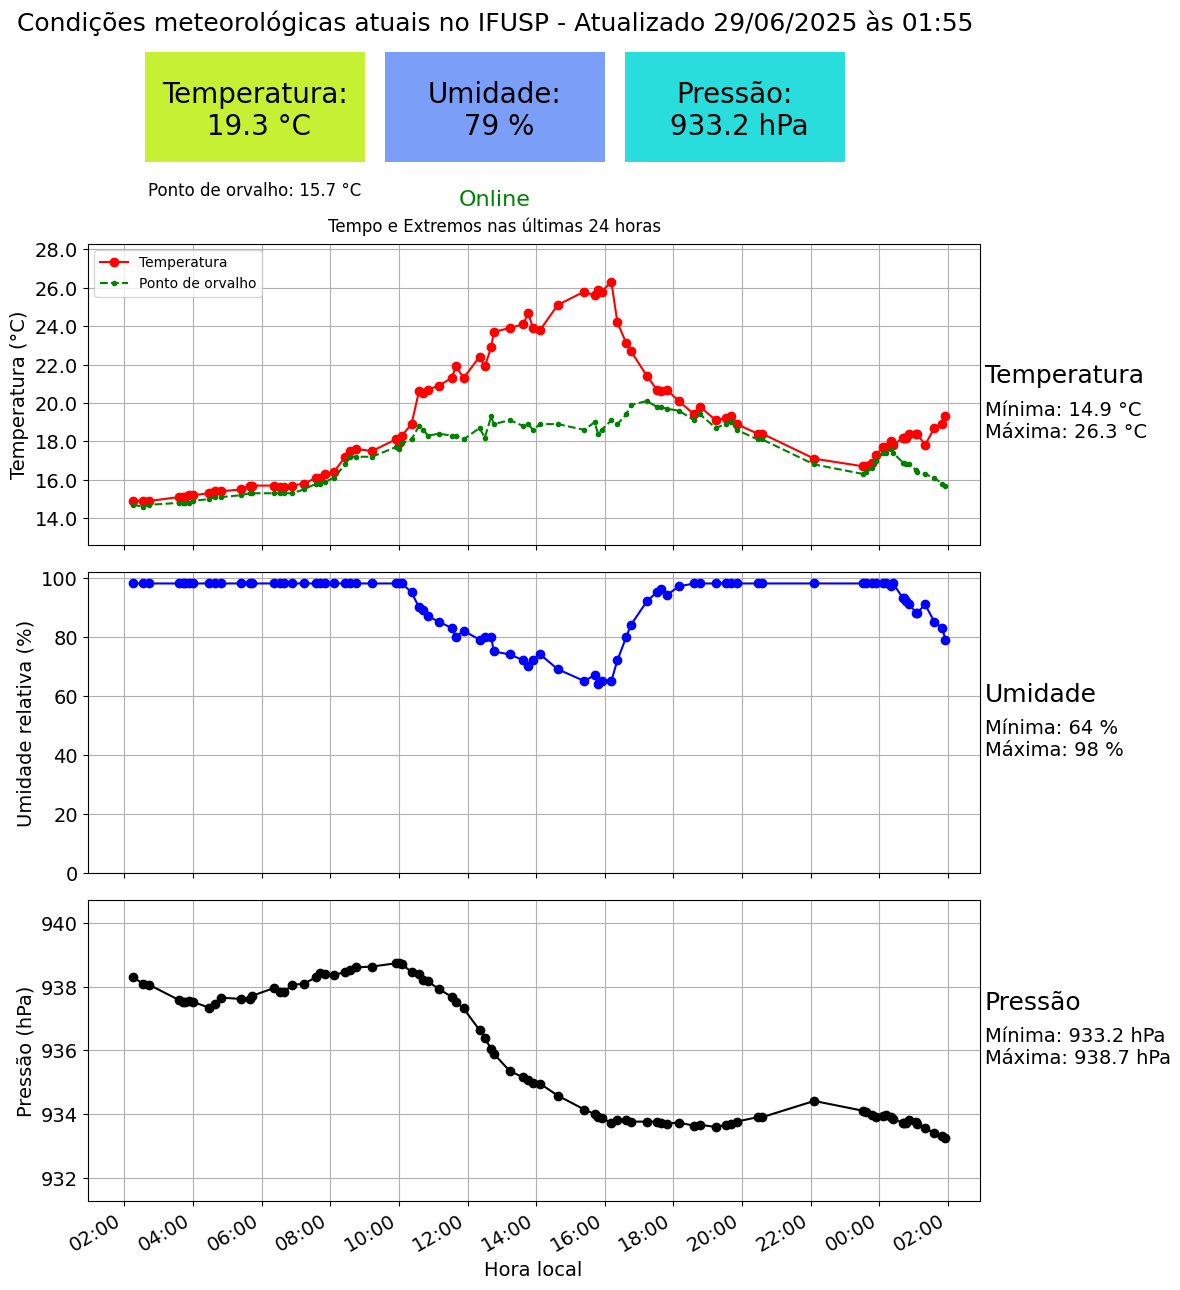 Condições meteorológicas atuais no IFUSP - Atualizado 29/06/2025 às 01:55
Temperatura:
19.3 °C
Umidade:
79 %
Pressão:
933.2 hPa
Ponto de orvalho: 15.7 °C
Online
Tempo e Extremos nas últimas 24 horas
Temperatura (°C)
28.0
26.0
24.0
22.0
20.0
18.0
16.0
14.0
Temperatura
Ponto de orvalho
Temperatura
Mínima: 14.9 °C
Máxima: 26.3 °C
Umidade relativa (%)
100
80
60
40
20
0
Umidade
Mínima: 64 %
Máxima: 98 %
Pressão (hPa)
940
938
936
934
932
Pressão
Mínima: 933.2 hPa
Máxima: 938.7 hPa
02:00
04:00
06:00
08:00
10:00
12:00
14:00
16:00
18:00
20:00
22:00
00:00
02:00
Hora local